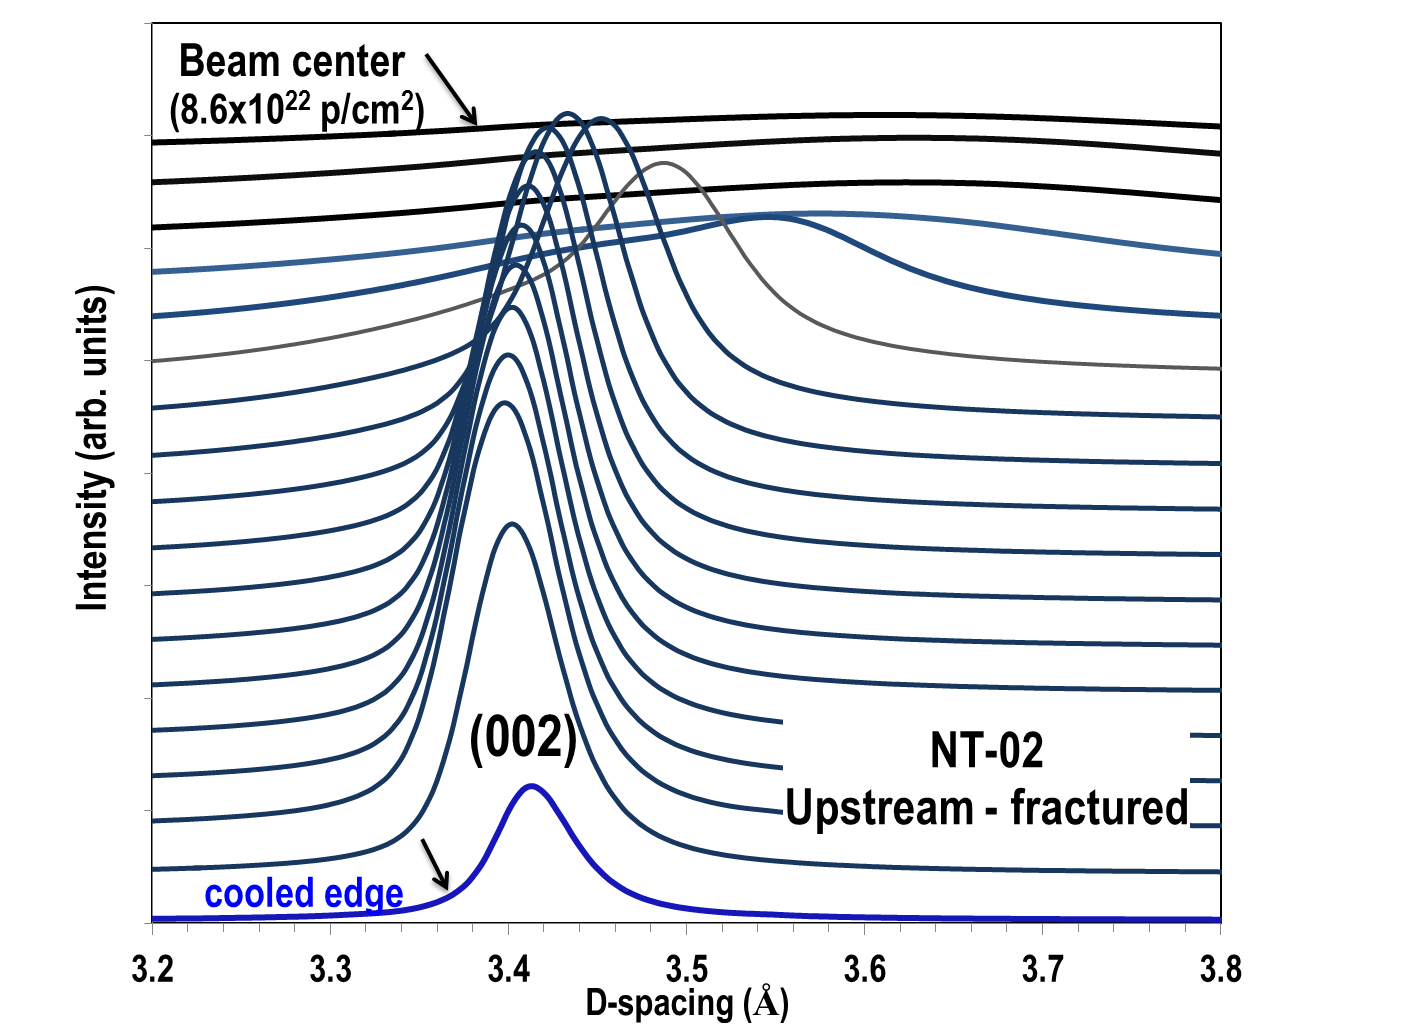 Beam center
(8.6x10²² p/cm²)
Intensity (arb. units)
(002)
NT-02
Upstream - fractured
cooled edge
3.2 3.3 3.4 3.5 3.6 3.7 3.8
D-spacing (Å)